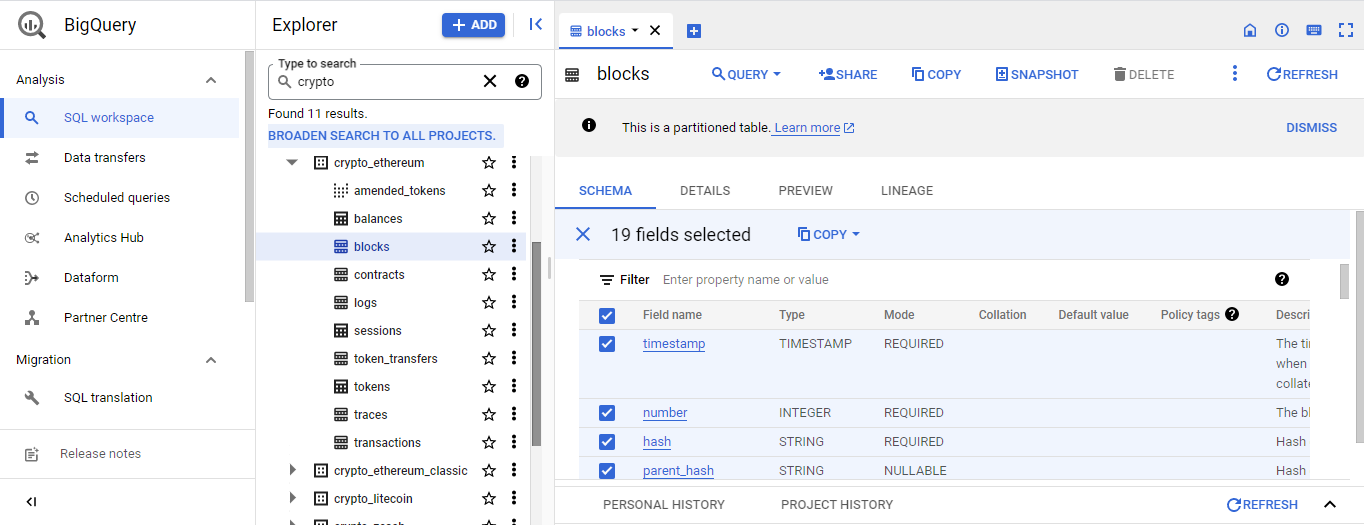 BigQuery
Analysis
SQL workspace
Data transfers
Scheduled queries
Analytics Hub
Dataform
Partner Centre
Migration
SQL translation
Release notes
Explorer
ADD
Type to search
crypto
Found 11 results.
BROADEN SEARCH TO ALL PROJECTS.
crypto_ethereum
amended_tokens
balances
blocks
contracts
logs
sessions
token_transfers
tokens
traces
transactions
crypto_ethereum_classic
crypto_litecoin
blocks
blocks
QUERY
SHARE
COPY
SNAPSHOT
DELETE
REFRESH
This is a partitioned table. Learn more
DISMISS
SCHEMA DETAILS PREVIEW LINEAGE
19 fields selected COPY
Filter Enter property name or value
Field name Type Mode Collation Default value Policy tags Descri
timestamp TIMESTAMP REQUIRED The ti
when
collate
number INTEGER REQUIRED The bl
hash STRING REQUIRED Hash
parent_hash STRING NULLABLE Hash
PERSONAL HISTORY PROJECT HISTORY REFRESH